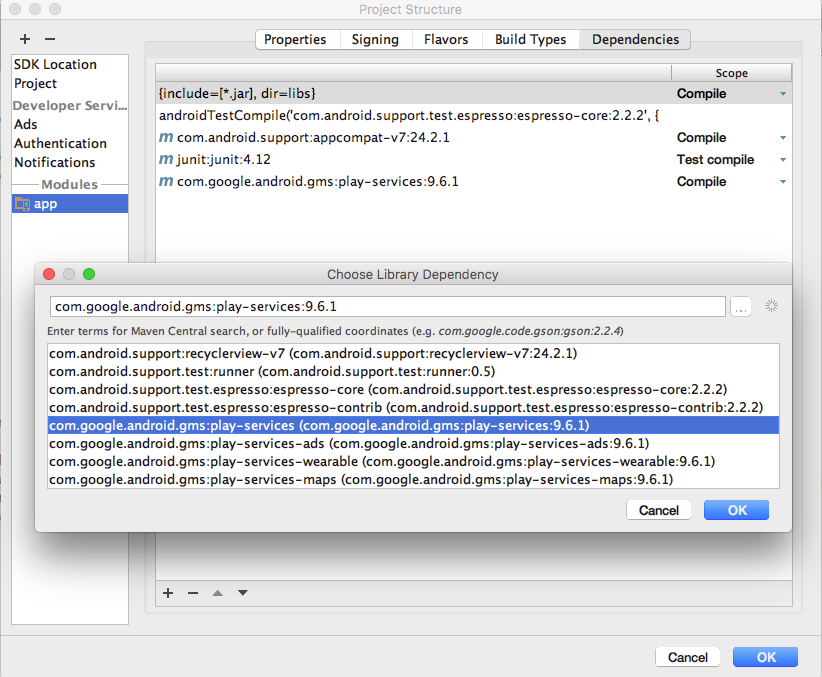 Project Structure
Properties Signing Flavors Build Types Dependencies
SDK Location
Project
Developer Servi...
Ads
Authentication
Notifications
Modules
app
Scope
{include=[*.jar], dir=libs} Compile
androidTestCompile('com.android.support.test.espresso:espresso-core:2.2.2', {
m com.android.support:appcompat-v7:24.2.1 Compile
m junit:junit:4.12 Test compile
m com.google.android.gms:play-services:9.6.1 Compile
Choose Library Dependency
com.google.android.gms:play-services:9.6.1 ...
Enter terms for Maven Central search, or fully-qualified coordinates (e.g. com.google.code.gson:gson:2.2.4)
com.android.support:recyclerview-v7 (com.android.support:recyclerview-v7:24.2.1)
com.android.support.test:runner (com.android.support.test:runner:0.5)
com.android.support.test.espresso:espresso-core (com.android.support.test.espresso:espresso-core:2.2.2)
com.android.support.test.espresso:espresso-contrib (com.android.support.test.espresso:espresso-contrib:2.2.2)
com.google.android.gms:play-services (com.google.android.gms:play-services:9.6.1)
com.google.android.gms:play-services-ads (com.google.android.gms:play-services-ads:9.6.1)
com.google.android.gms:play-services-wearable (com.google.android.gms:play-services-wearable:9.6.1)
com.google.android.gms:play-services-maps (com.google.android.gms:play-services-maps:9.6.1)
Cancel OK
Cancel OK